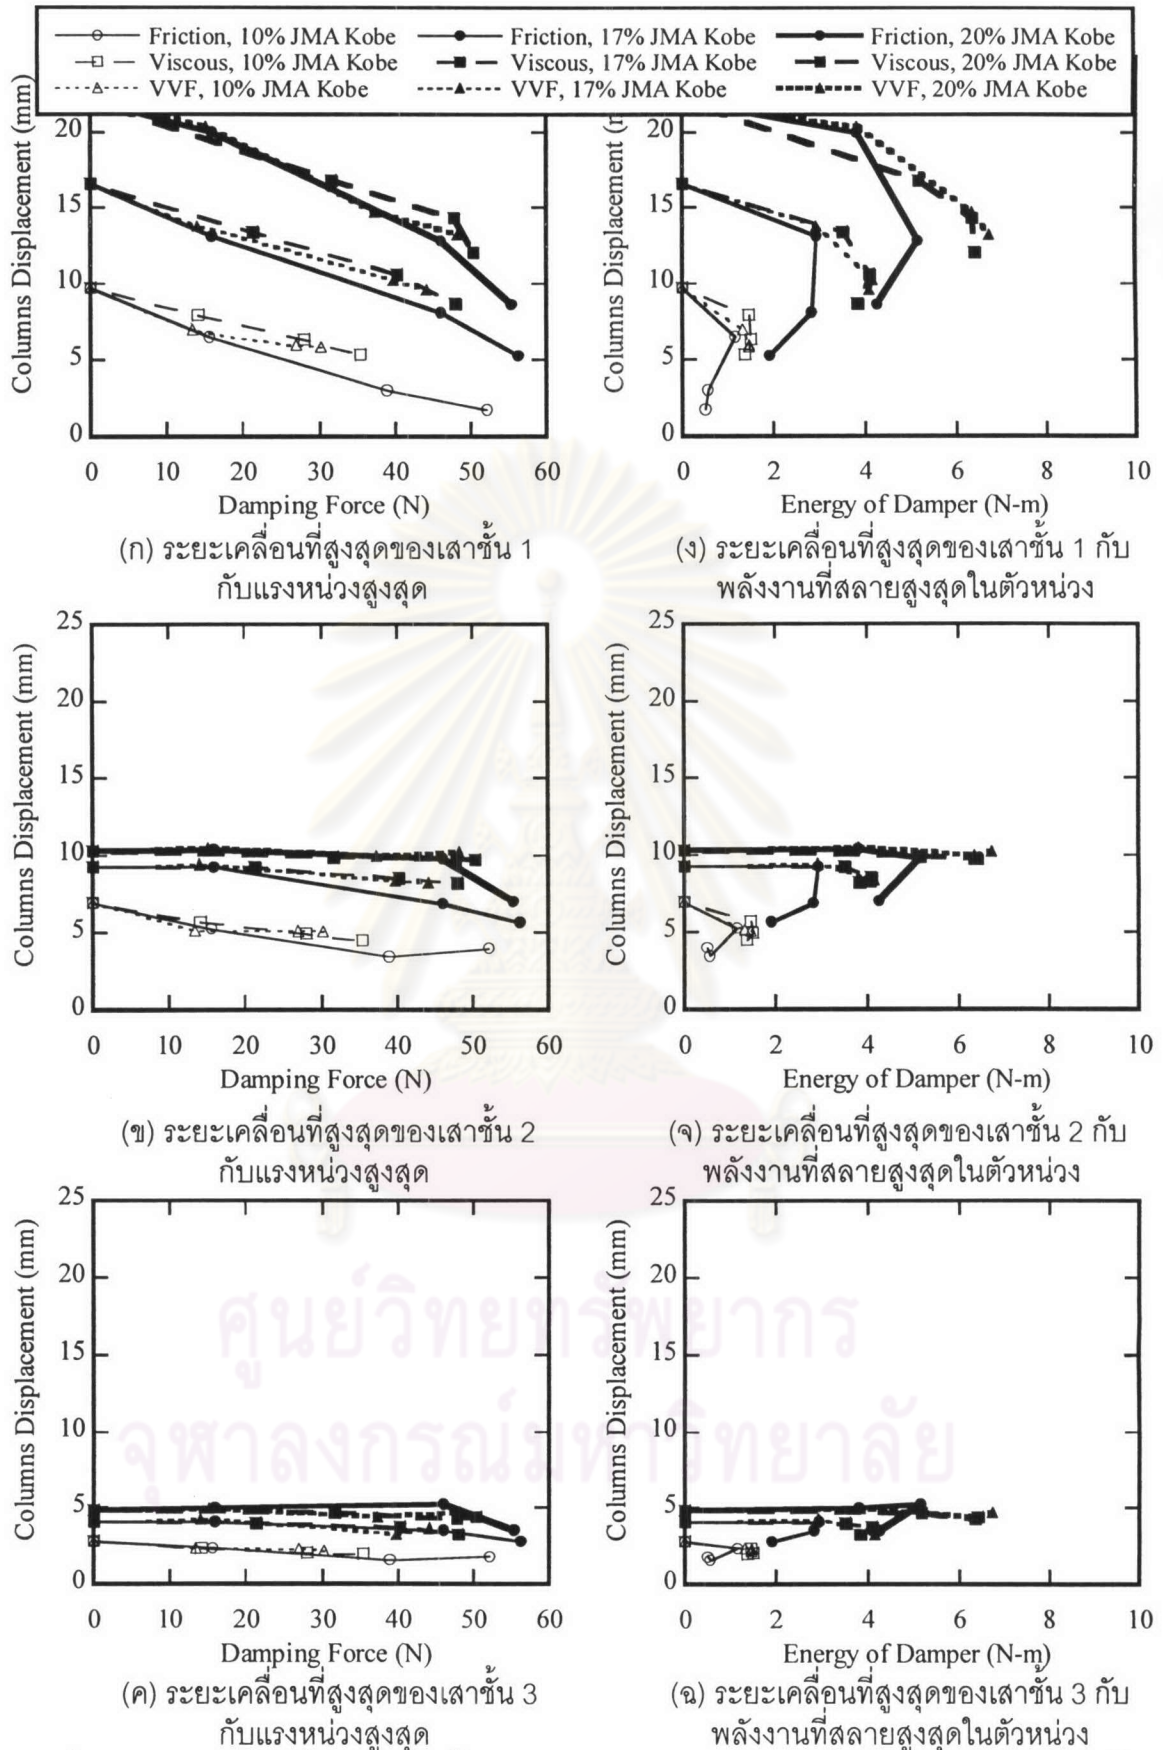 Friction, 10% JMA Kobe Friction, 17% JMA Kobe Friction, 20% JMA Kobe
Viscous, 10% JMA Kobe Viscous, 17% JMA Kobe Viscous, 20% JMA Kobe
VVF, 10% JMA Kobe VVF, 17% JMA Kobe VVF, 20% JMA Kobe
Columns Displacement (mm)
20
15
10
5
0
0 10 20 30 40 50 60
Damping Force (N)
(ก) ระยะเคลื่อนที่สูงสุดของเสาชั้น 1
กับแรงหน่วงสูงสุด
Columns Displacement
20
15
10
5
0
0 2 4 6 8 10
Energy of Damper (N-m)
(ง) ระยะเคลื่อนที่สูงสุดของเสาชั้น 1 กับ
พลังงานที่สลายสูงสุดในตัวหน่วง
Columns Displacement (mm)
25
20
15
10
5
0
0 10 20 30 40 50 60
Damping Force (N)
(ข) ระยะเคลื่อนที่สูงสุดของเสาชั้น 2
กับแรงหน่วงสูงสุด
Columns Displacement (mm)
25
20
15
10
5
0
0 2 4 6 8 10
Energy of Damper (N-m)
(จ) ระยะเคลื่อนที่สูงสุดของเสาชั้น 2 กับ
พลังงานที่สลายสูงสุดในตัวหน่วง
Columns Displacement (mm)
25
20
15
10
5
0
0 10 20 30 40 50 60
Damping Force (N)
(ค) ระยะเคลื่อนที่สูงสุดของเสาชั้น 3
กับแรงหน่วงสูงสุด
Columns Displacement (mm)
25
20
15
10
5
0
0 2 4 6 8 10
Energy of Damper (N-m)
(ฉ) ระยะเคลื่อนที่สูงสุดของเสาชั้น 3 กับ
พลังงานที่สลายสูงสุดในตัวหน่วง
ศูนย์วิทยทรัพยากร
จุฬาลงกรณ์มหาวิทยาลัย